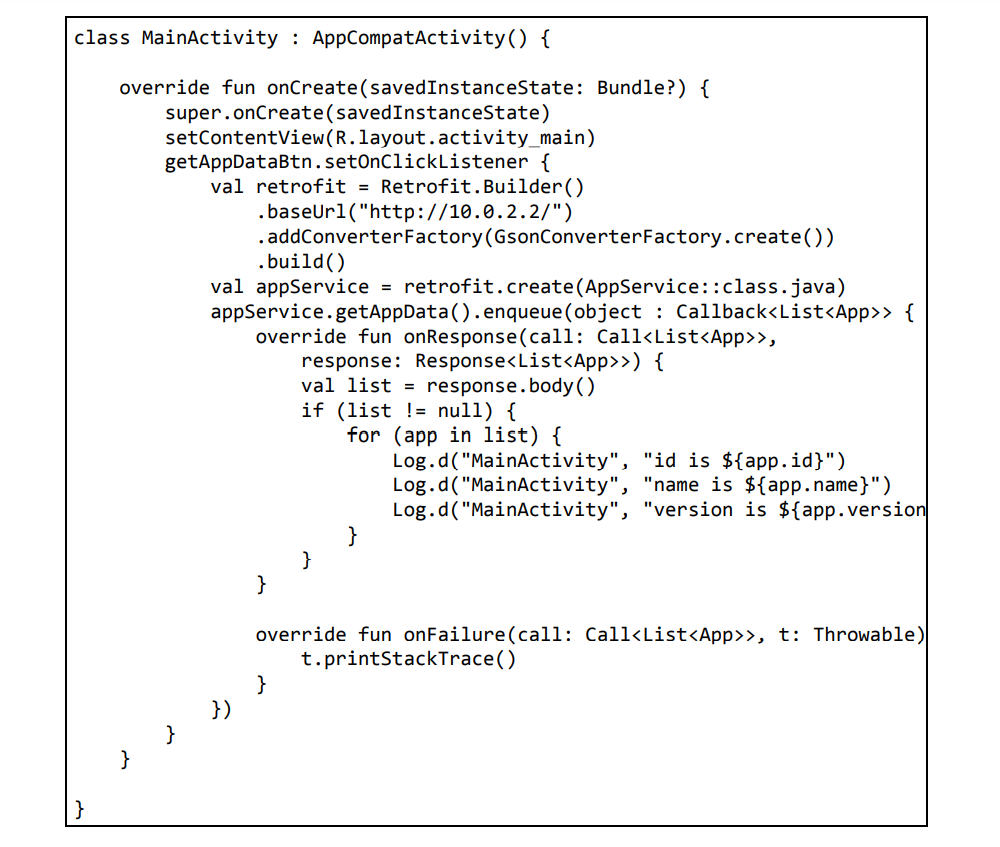 class MainActivity : AppCompatActivity() {
    override fun onCreate(savedInstanceState: Bundle?) {
        super.onCreate(savedInstanceState)
        setContentView(R.layout.activity_main)
        getAppDataBtn.setOnClickListener {
            val retrofit = Retrofit.Builder()
                .baseUrl("http://10.0.2.2/")
                .addConverterFactory(GsonConverterFactory.create())
                .build()
            val appService = retrofit.create(AppService::class.java)
            appService.getAppData().enqueue(object : Callback<List<App>> {
                override fun onResponse(call: Call<List<App>>,
                    response: Response<List<App>>) {
                    val list = response.body()
                    if (list != null) {
                        for (app in list) {
                            Log.d("MainActivity", "id is ${app.id}")
                            Log.d("MainActivity", "name is ${app.name}")
                            Log.d("MainActivity", "version is ${app.version
                        }
                    }
                }
                override fun onFailure(call: Call<List<App>>, t: Throwable)
                    t.printStackTrace()
                }
            })
        }
    }
}